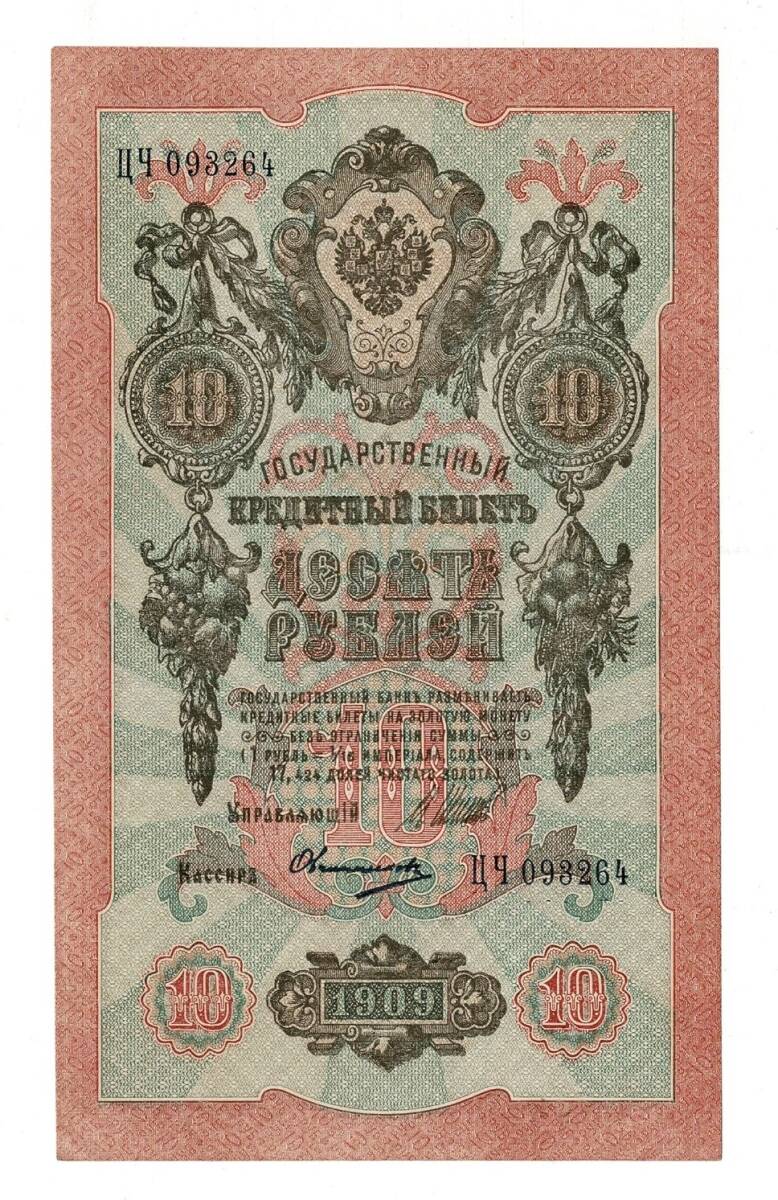 ЦЧ 093264
10 10
ГОСУДАРСТВЕННЫЙ
КРЕДИТНЫЙ БИЛЕТЪ
ДЕСЯТЬ
РУБЛЕЙ
ГОСУДАРСТВЕННЫЙ БАНКЪ РАЗМѢНИВАЕТЪ
КРЕДИТНЫЕ БИЛЕТЫ НА ЗОЛОТУЮ МОНЕТУ
БЕЗЪ ОГРАНИЧЕНІЯ СУММЫ
(1 РУБЛЬ = 1/15 ИМПЕРІАЛА, СОДЕРЖИТЪ
17,424 ДОЛЕЙ ЧИСТАГО ЗОЛОТА).
10
УПРАВЛЯЮЩІЙ
КАССИРЪ
ЦЧ 093264
10 1909 10